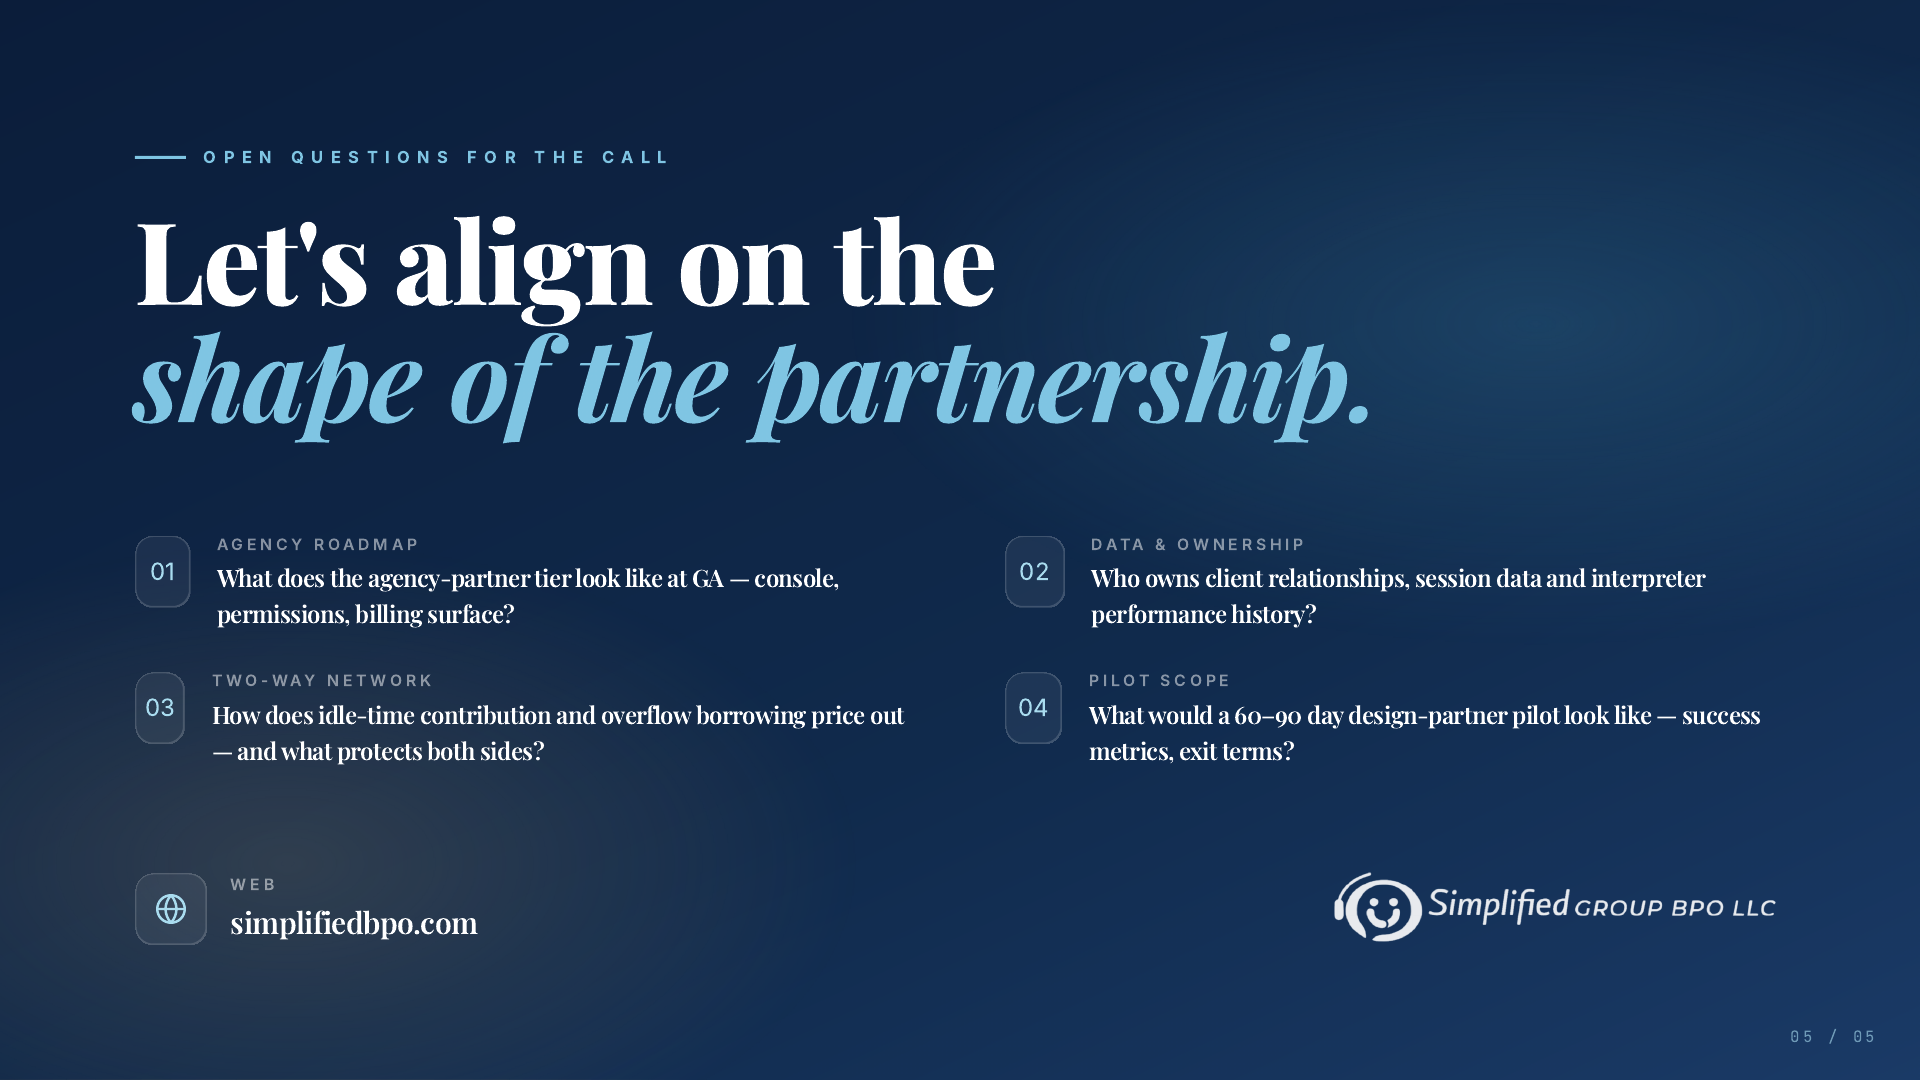 OPEN QUESTIONS FOR THE CALL
Let's align on the
shape of the partnership.
01
AGENCY ROADMAP
What does the agency-partner tier look like at GA — console,
permissions, billing surface?
02
DATA & OWNERSHIP
Who owns client relationships, session data and interpreter
performance history?
03
TWO-WAY NETWORK
How does idle-time contribution and overflow borrowing price out
— and what protects both sides?
04
PILOT SCOPE
What would a 60–90 day design-partner pilot look like — success
metrics, exit terms?
WEB
simplifiedbpo.com
Simplified GROUP BPO LLC
05 / 05